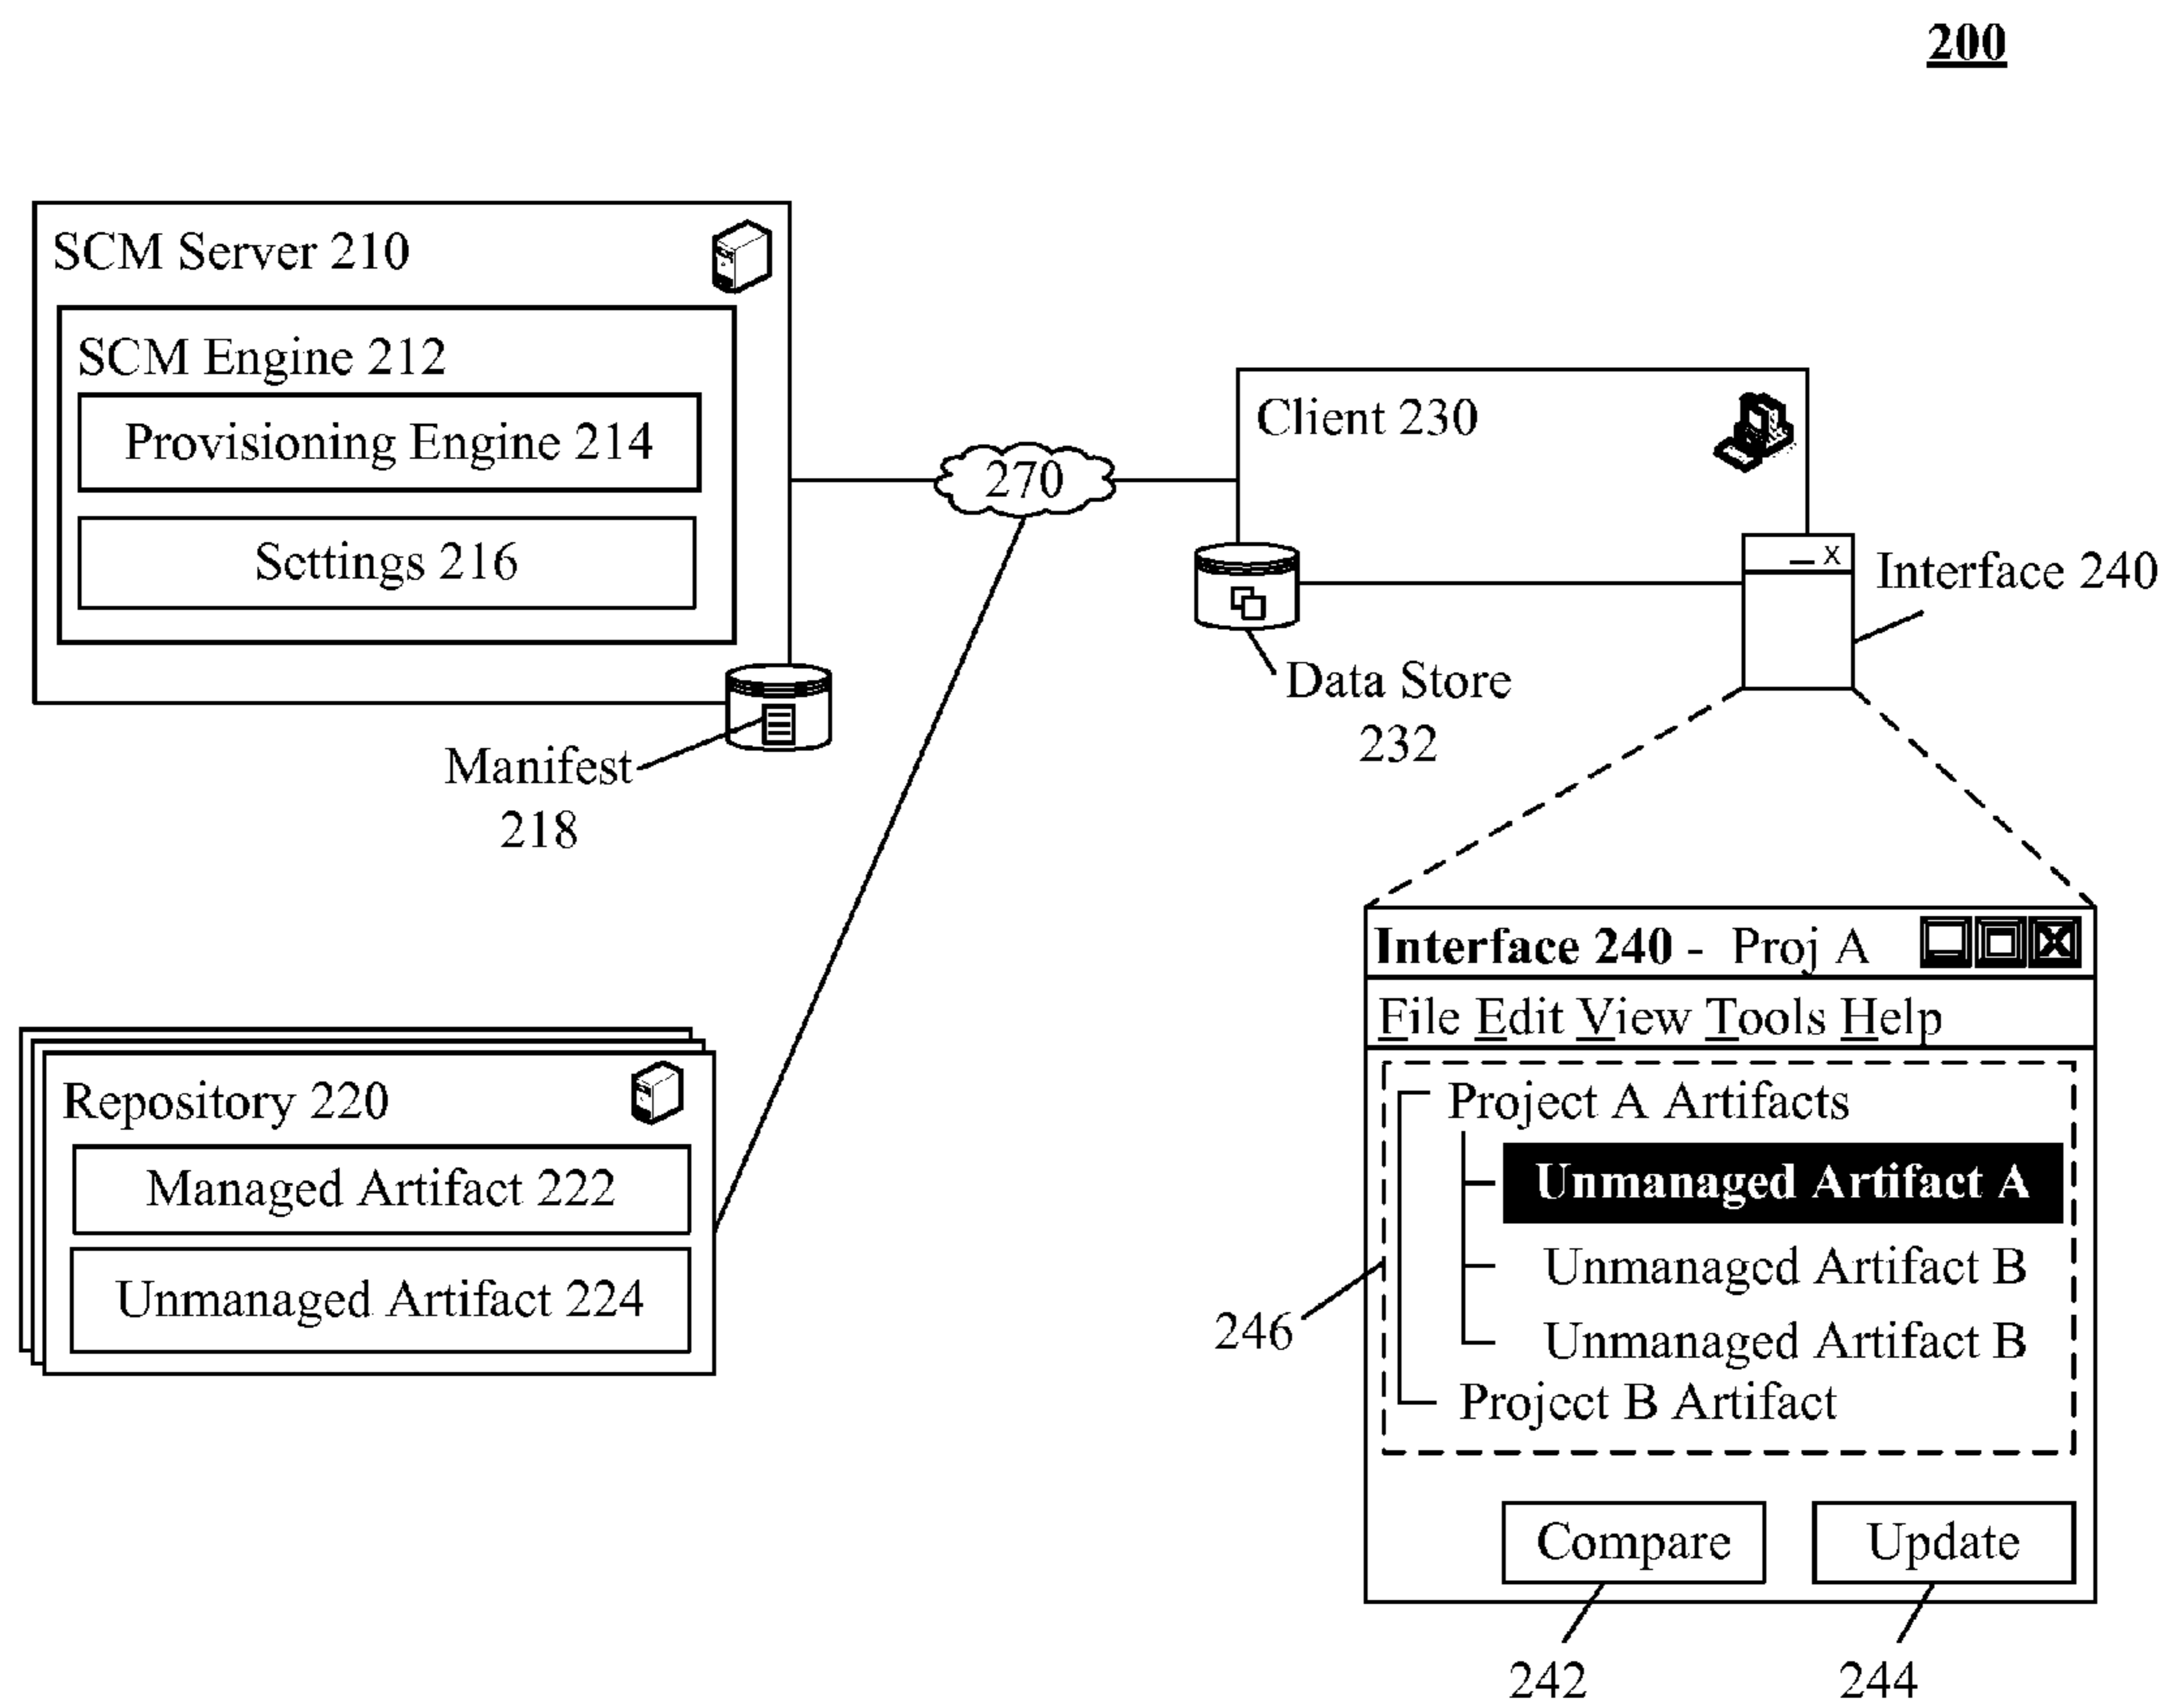 200
SCM Server 210
SCM Engine 212
Provisioning Engine 214
Settings 216
Manifest
218
270
Client 230
_ X
Interface 240
Data Store
232
Repository 220
Managed Artifact 222
Unmanaged Artifact 224
Interface 240 - Proj A
File Edit View Tools Help
Project A Artifacts
Unmanaged Artifact A
Unmanaged Artifact B
Unmanaged Artifact B
Project B Artifact
246
Compare
Update
242
244